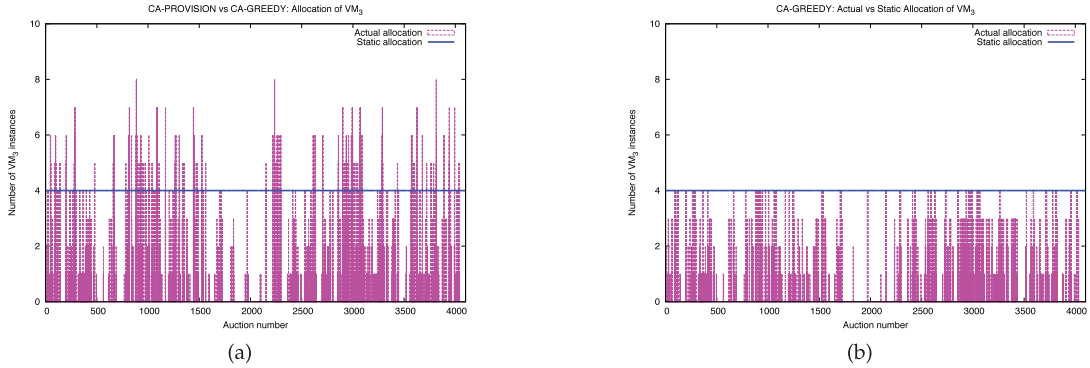 CA-PROVISION vs CA-GREEDY: Allocation of VM₃
10
8
6
4
2
0
Number of VM₃ instances
Actual allocation
Static allocation
0 500 1000 1500 2000 2500 3000 3500 4000
Auction number
(a)
CA-GREEDY: Actual vs Static Allocation of VM₃
10
8
6
4
2
0
Number of VM₃ instances
Actual allocation
Static allocation
0 500 1000 1500 2000 2500 3000 3500 4000
Auction number
(b)